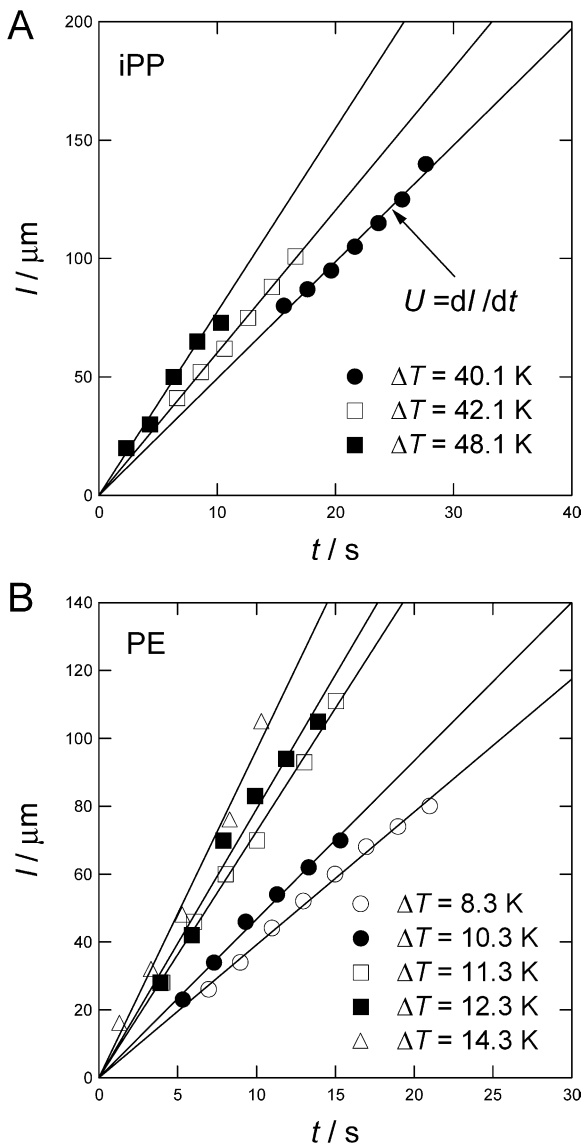 A
iPP
200
150
100
50
0
l / μm
U =dl /dt
ΔT = 40.1 K
ΔT = 42.1 K
ΔT = 48.1 K
0 10 20 30 40
t / s
B
PE
140
120
100
80
60
40
20
0
l / μm
ΔT = 8.3 K
ΔT = 10.3 K
ΔT = 11.3 K
ΔT = 12.3 K
ΔT = 14.3 K
0 5 10 15 20 25 30
t / s